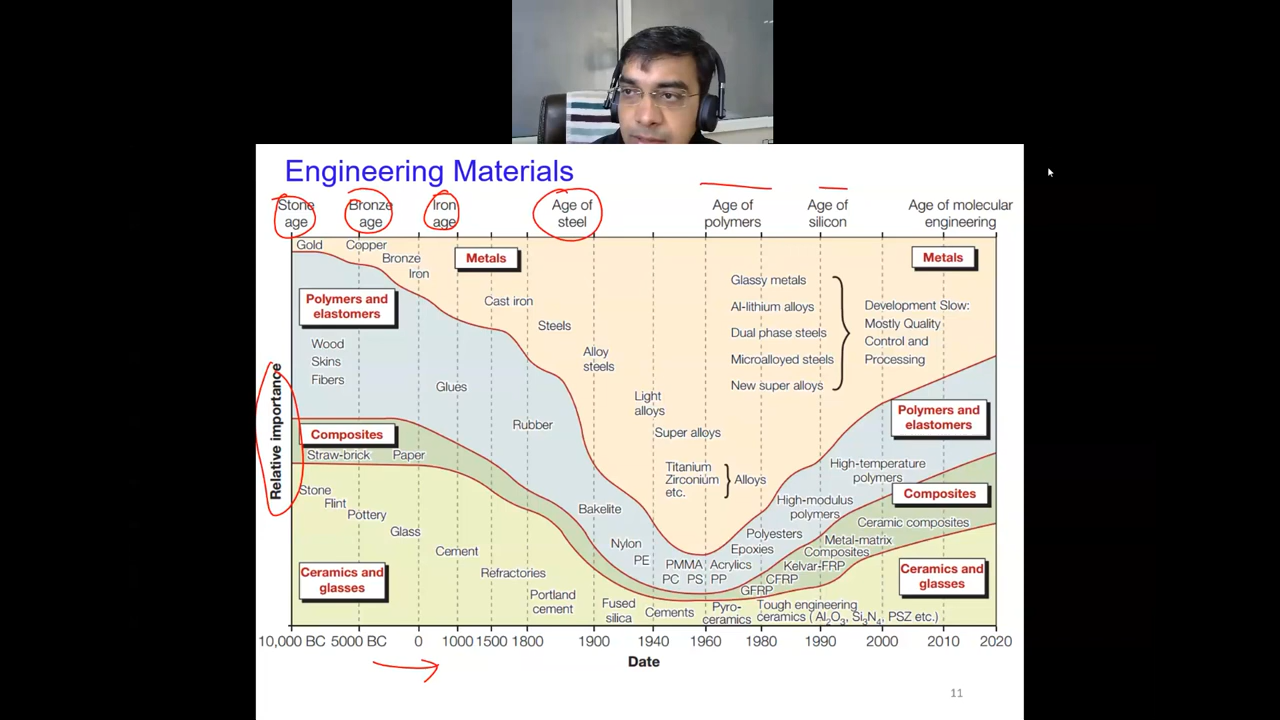 Engineering Materials
Stone age
Bronze age
Iron age
Age of steel
Age of polymers
Age of silicon
Age of molecular engineering
Gold
Copper
Bronze
Iron
Metals
Cast iron
Steels
Alloy steels
Light alloys
Super alloys
Titanium
Zirconium
etc.
Alloys
Glassy metals
Al-lithium alloys
Dual phase steels
Microalloyed steels
New super alloys
Development Slow:
Mostly Quality
Control and
Processing
Metals
Polymers and elastomers
Wood
Skins
Fibers
Glues
Rubber
Bakelite
Nylon
PE
PMMA
Acrylics
PC
PS
PP
Epoxies
Polyesters
High-modulus polymers
High-temperature polymers
Polymers and elastomers
Composites
Straw-brick
Paper
GFRP
CFRP
Kelvar-FRP
Metal-matrix
Composites
Ceramic composites
Composites
Stone
Flint
Pottery
Glass
Cement
Refractories
Portland cement
Fused silica
Cements
Pyro-ceramics
Tough engineering
ceramics ( Al2O3, Si3N4, PSZ etc.)
Ceramics and glasses
Ceramics and glasses
Relative importance
10,000 BC 5000 BC 0 1000 1500 1800 1900 1940 1960 1980 1990 2000 2010 2020
Date
11